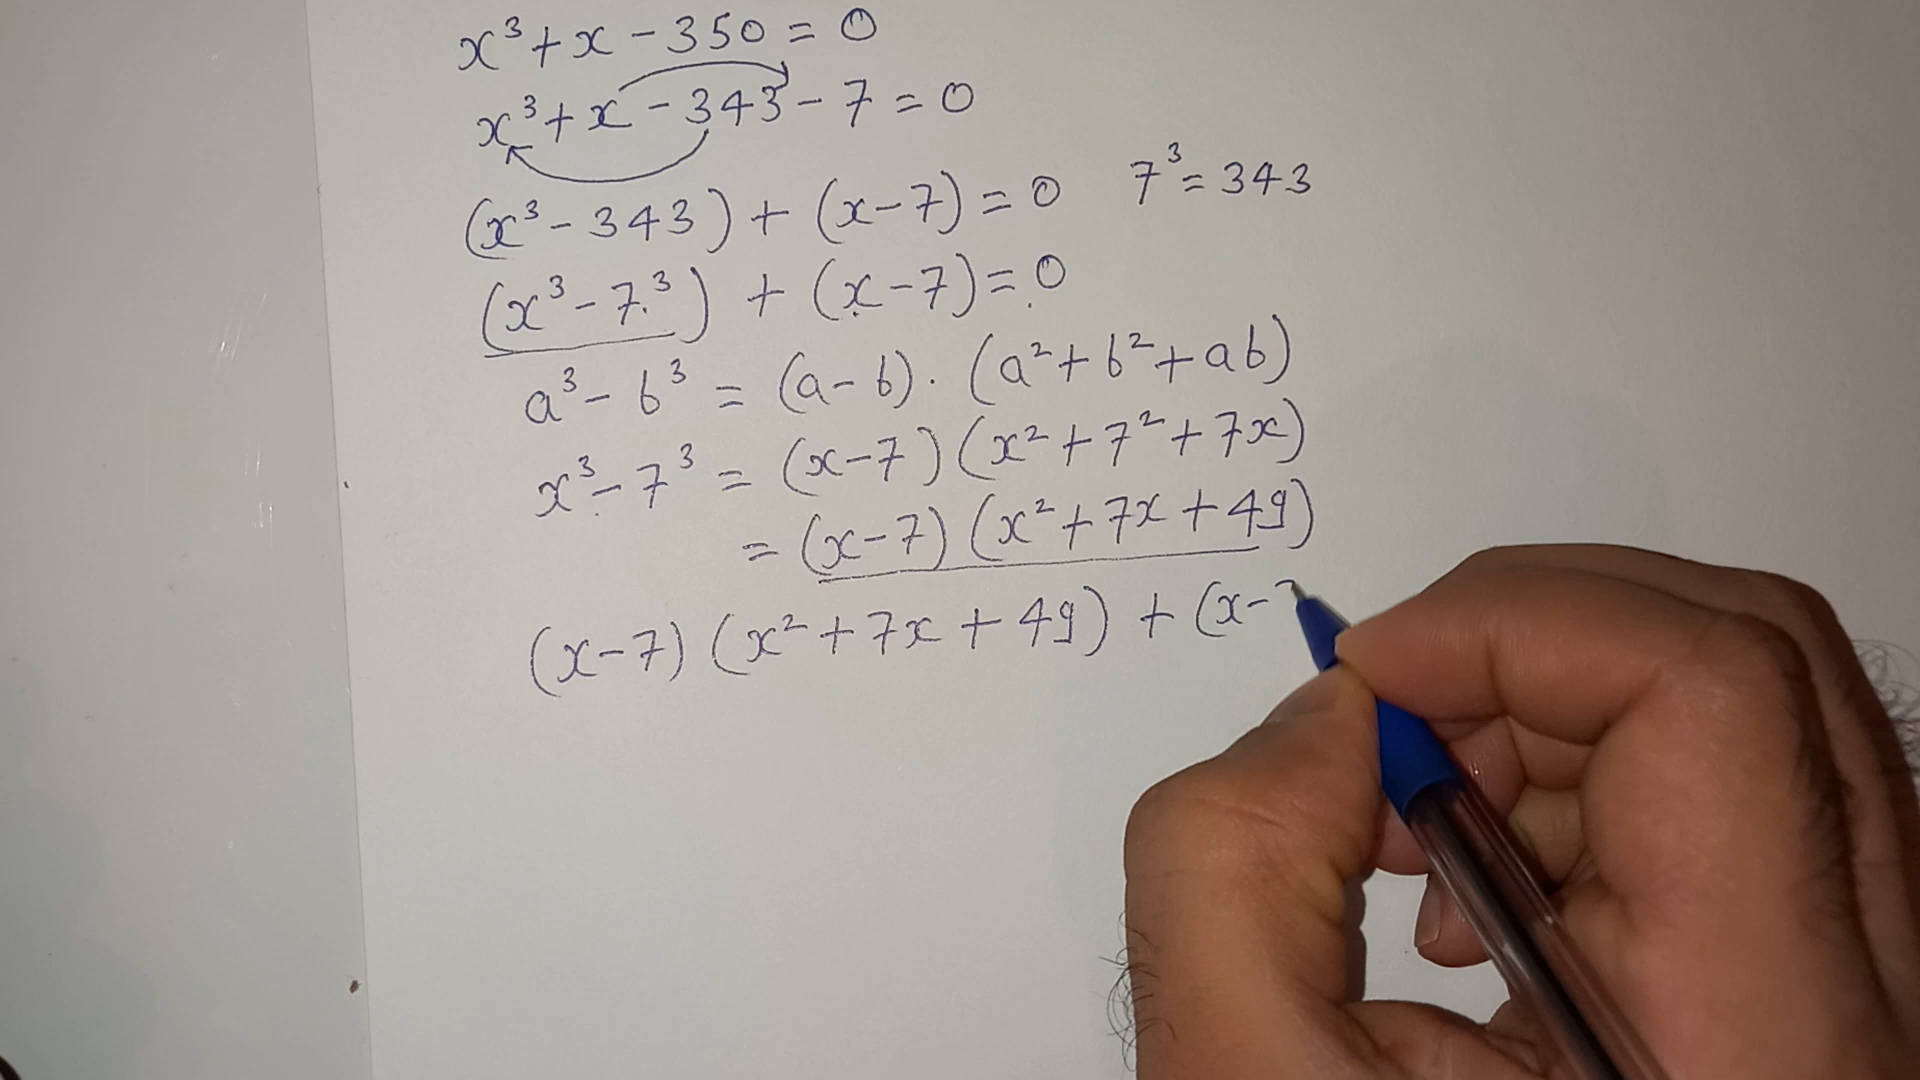 x³ + x - 350 = 0
x³ + x - 343 - 7 = 0
(x³ - 343) + (x - 7) = 0
7³ = 343
(x³ - 7³) + (x - 7) = 0
a³ - b³ = (a - b) . (a² + b² + ab)
x³ - 7³ = (x - 7) (x² + 7² + 7x)
= (x - 7) (x² + 7x + 49)
(x - 7) (x² + 7x + 49) + (x -